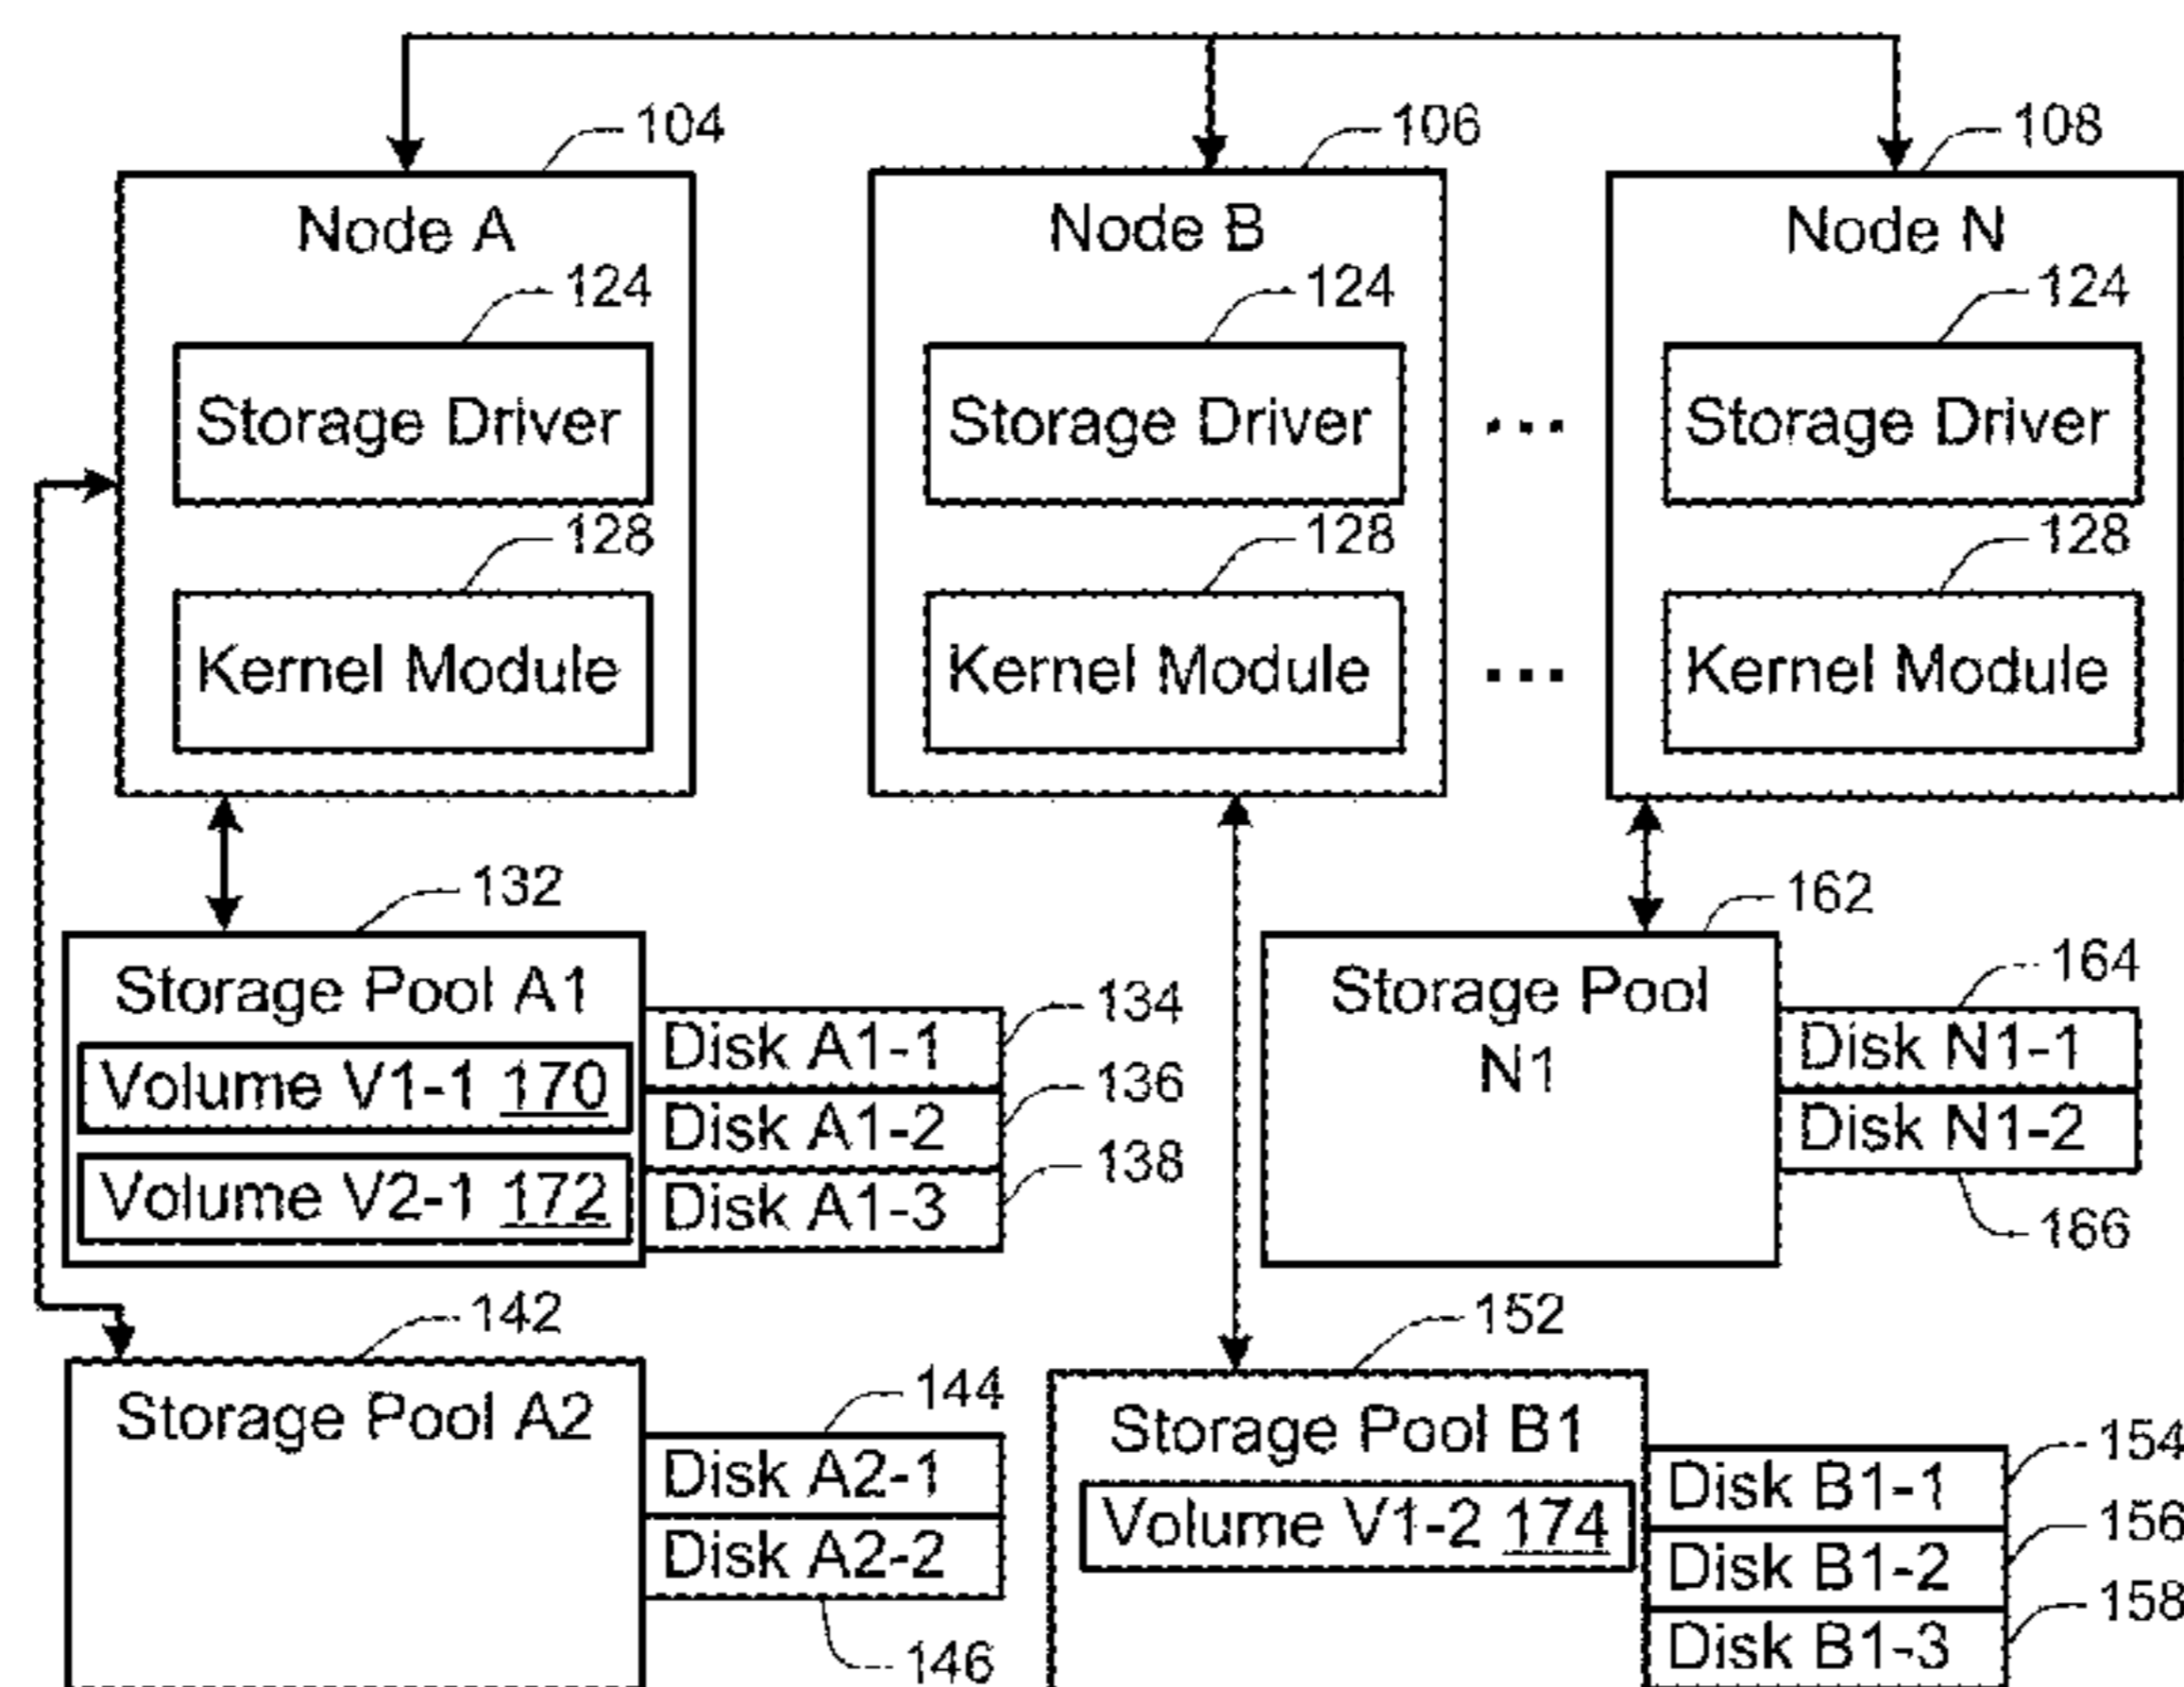 104
106
108
Node A
Node B
Node N
124
124
124
Storage Driver
Storage Driver
...
Storage Driver
128
128
128
Kernel Module
Kernel Module
...
Kernel Module
132
162
Storage Pool A1
Volume V1-1 170
Volume V2-1 172
Disk A1-1
Disk A1-2
Disk A1-3
134
136
138
Storage Pool
N1
164
Disk N1-1
Disk N1-2
166
142
Storage Pool A2
144
Disk A2-1
Disk A2-2
146
152
Storage Pool B1
Volume V1-2 174
Disk B1-1
Disk B1-2
Disk B1-3
154
156
158